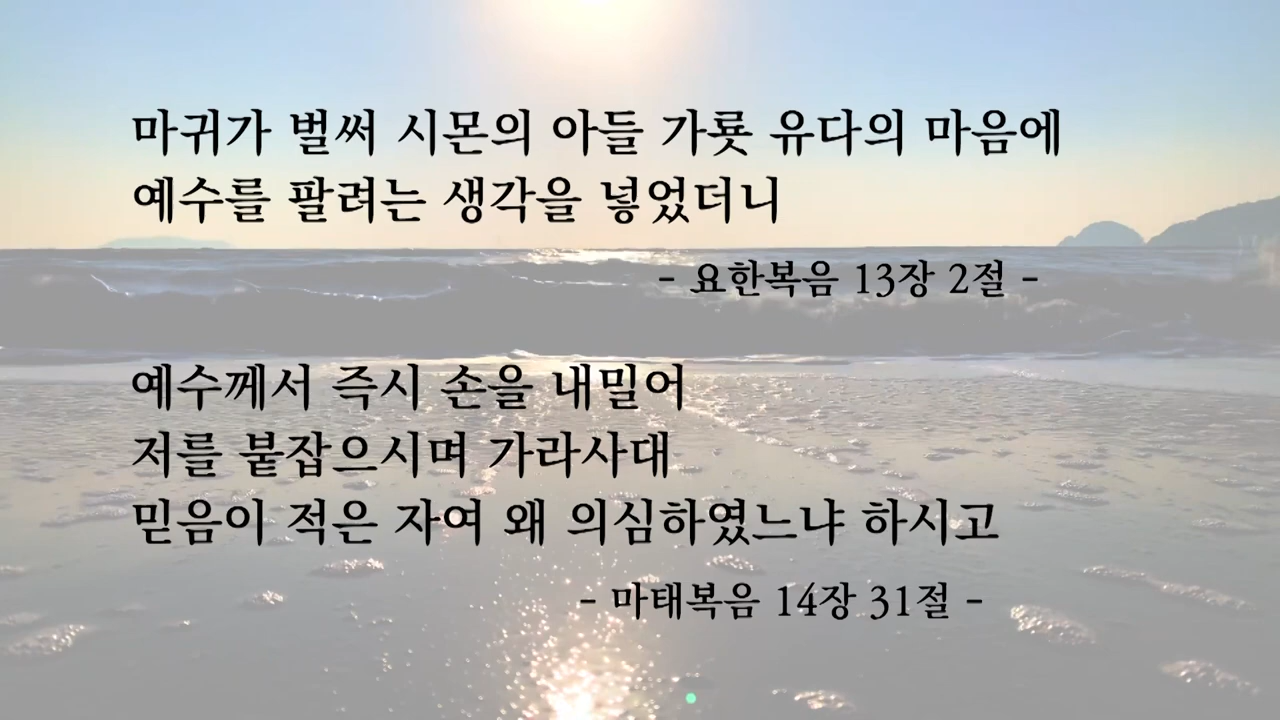 마귀가 벌써 시몬의 아들 가룟 유다의 마음에
예수를 팔려는 생각을 넣었더니
- 요한복음 13장 2절 -
예수께서 즉시 손을 내밀어
저를 붙잡으시며 가라사대
믿음이 적은 자여 왜 의심하였느냐 하시고
- 마태복음 14장 31절 -